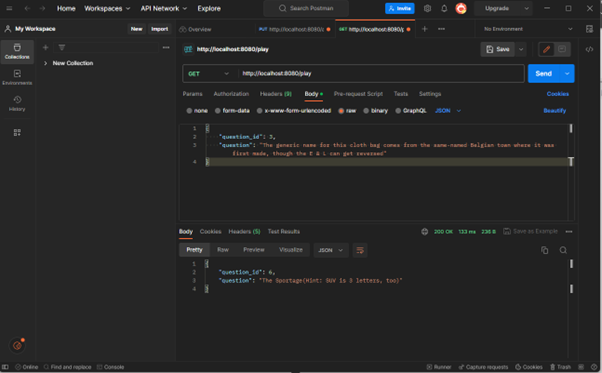 Home Workspaces API Network Explore Search Postman Invite Upgrade
My Workspace New Import Overview PUT http://localhost:8080/ GET http://localhost:8080/ No Environment
Collections
New Collection
http://localhost:8080/play Save
Environments
GET http://localhost:8080/play Send
History
Params Authorization Headers (9) Body Pre-request Script Tests Settings Cookies
none form-data x-www-form-urlencoded raw binary GraphQL JSON Beautify
1 {
2 "question_id": 3,
3 "question": "The generic name for this cloth bag comes from the same-named Belgian town where it was
first made, though the E & L can get reversed"
4 }
Body Cookies Headers (5) Test Results 200 OK 133 ms 236 B Save as Example
Pretty Raw Preview Visualize JSON
1 {
2 "question_id": 6,
3 "question": "The Sportage(Hint: SUV is 3 letters, too)"
4 }
Online Find and replace Console Runner Capture requests Cookies Trash